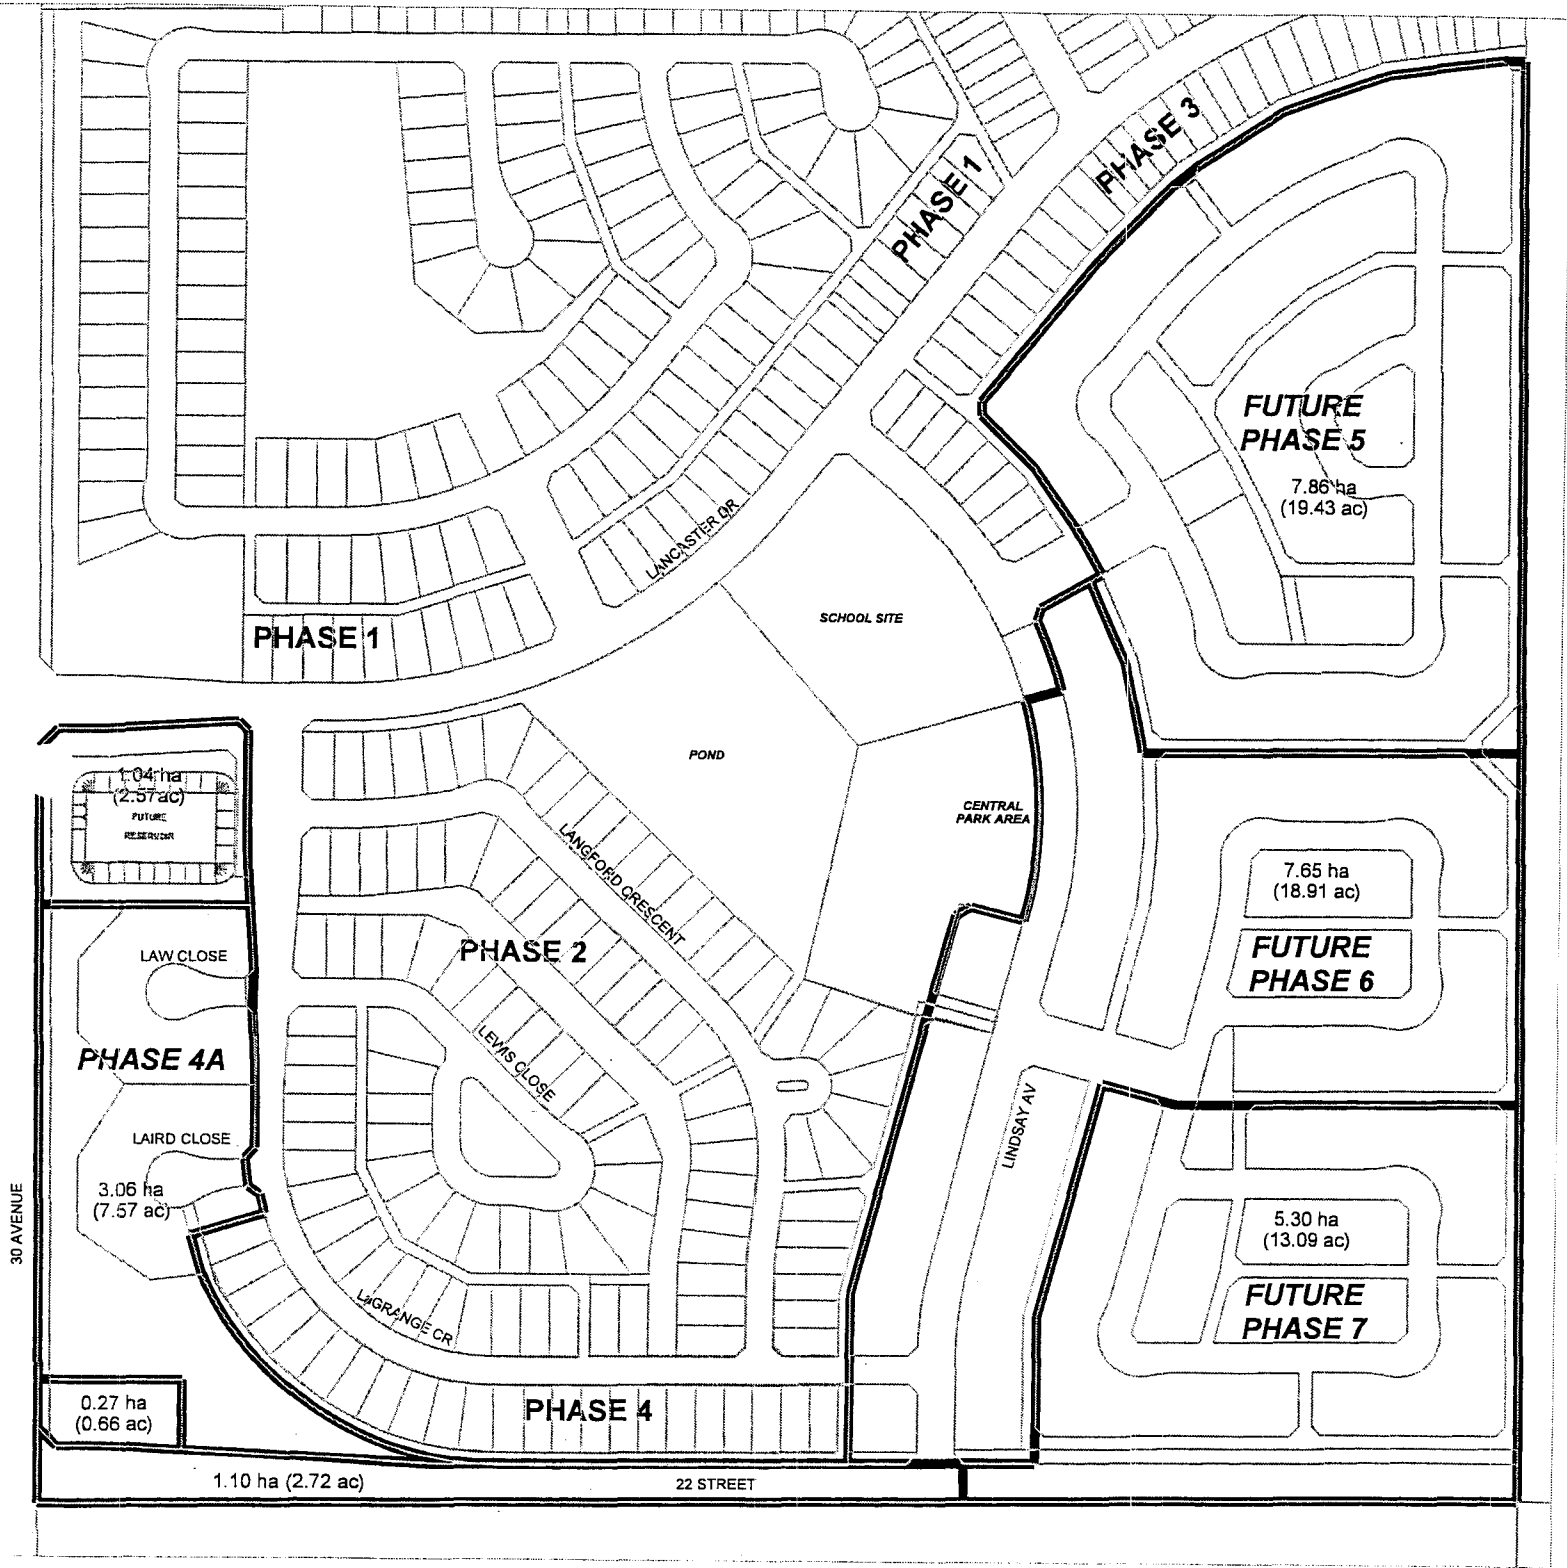 PHASE 3
PHASE 1
FUTURE
PHASE 5
7.86 ha
(19.43 ac)
LANCASTER DR
SCHOOL SITE
PHASE 1
POND
1.04 ha
(2.57ac)
FUTURE
RESERVOIR
CENTRAL
PARK AREA
LANGFORD CRESCENT
7.65 ha
(18.91 ac)
FUTURE
PHASE 6
PHASE 2
LAW CLOSE
PHASE 4A
LEWIS CLOSE
LINDSAY AV
LAIRD CLOSE
3.06 ha
(7.57 ac)
30 AVENUE
5.30 ha
(13.09 ac)
FUTURE
PHASE 7
LaGRANGE CR
0.27 ha
(0.66 ac)
PHASE 4
1.10 ha (2.72 ac)
22 STREET